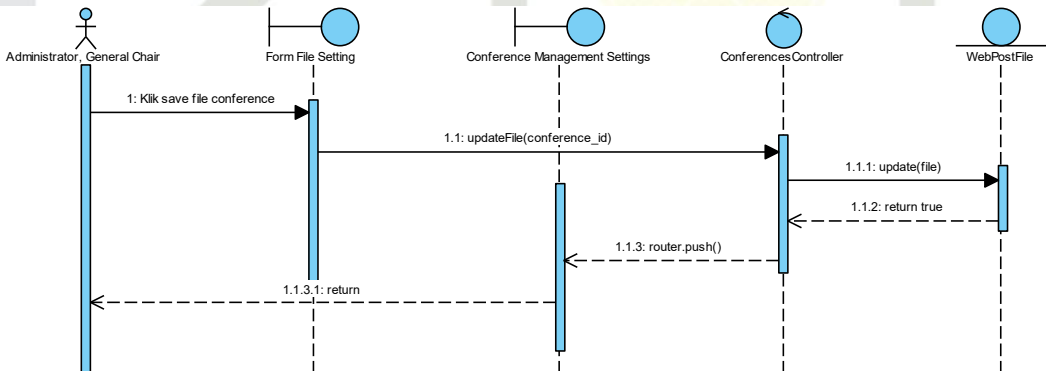 Administrator, General Chair
Form File Setting
Conference Management Settings
ConferencesController
WebPostFile
1: Klik save file conference
1.1: updateFile(conference_id)
1.1.1: update(file)
1.1.2: return true
1.1.3: router.push()
1.1.3.1: return